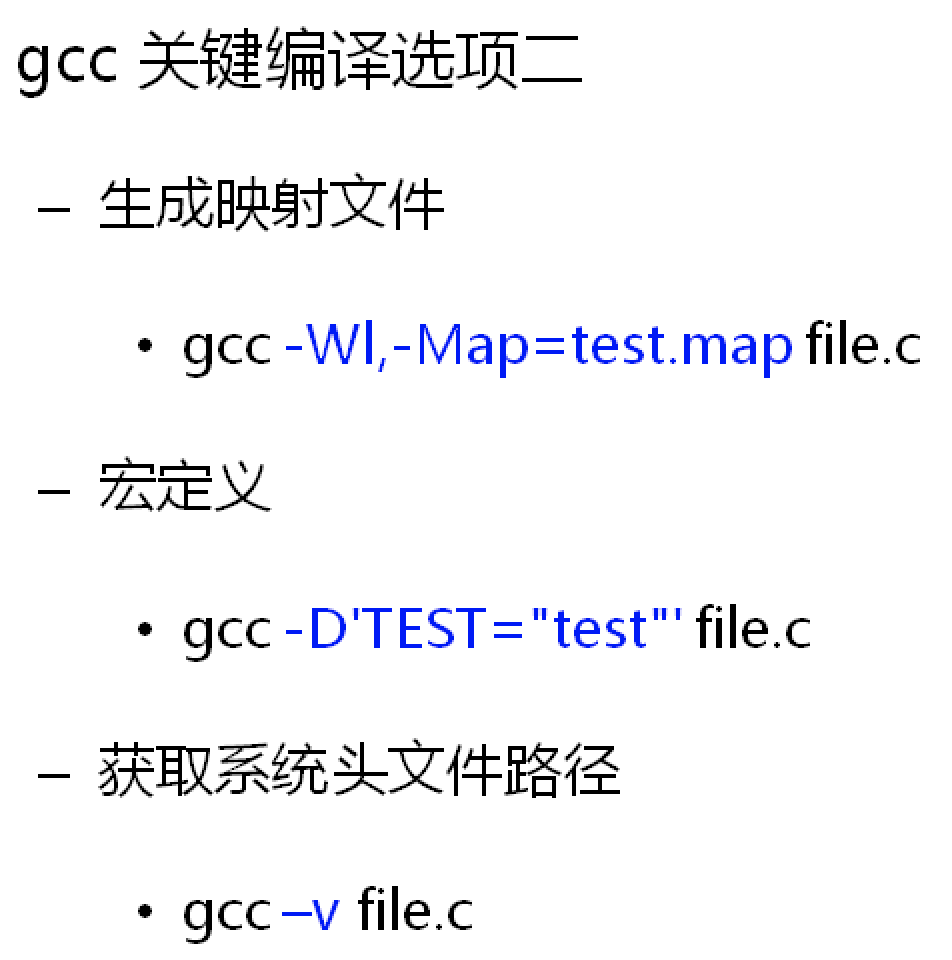 gcc 关键编译选项二
– 生成映射文件
• gcc -Wl,-Map=test.map file.c
– 宏定义
• gcc -D'TEST="test"' file.c
– 获取系统头文件路径
• gcc –v file.c